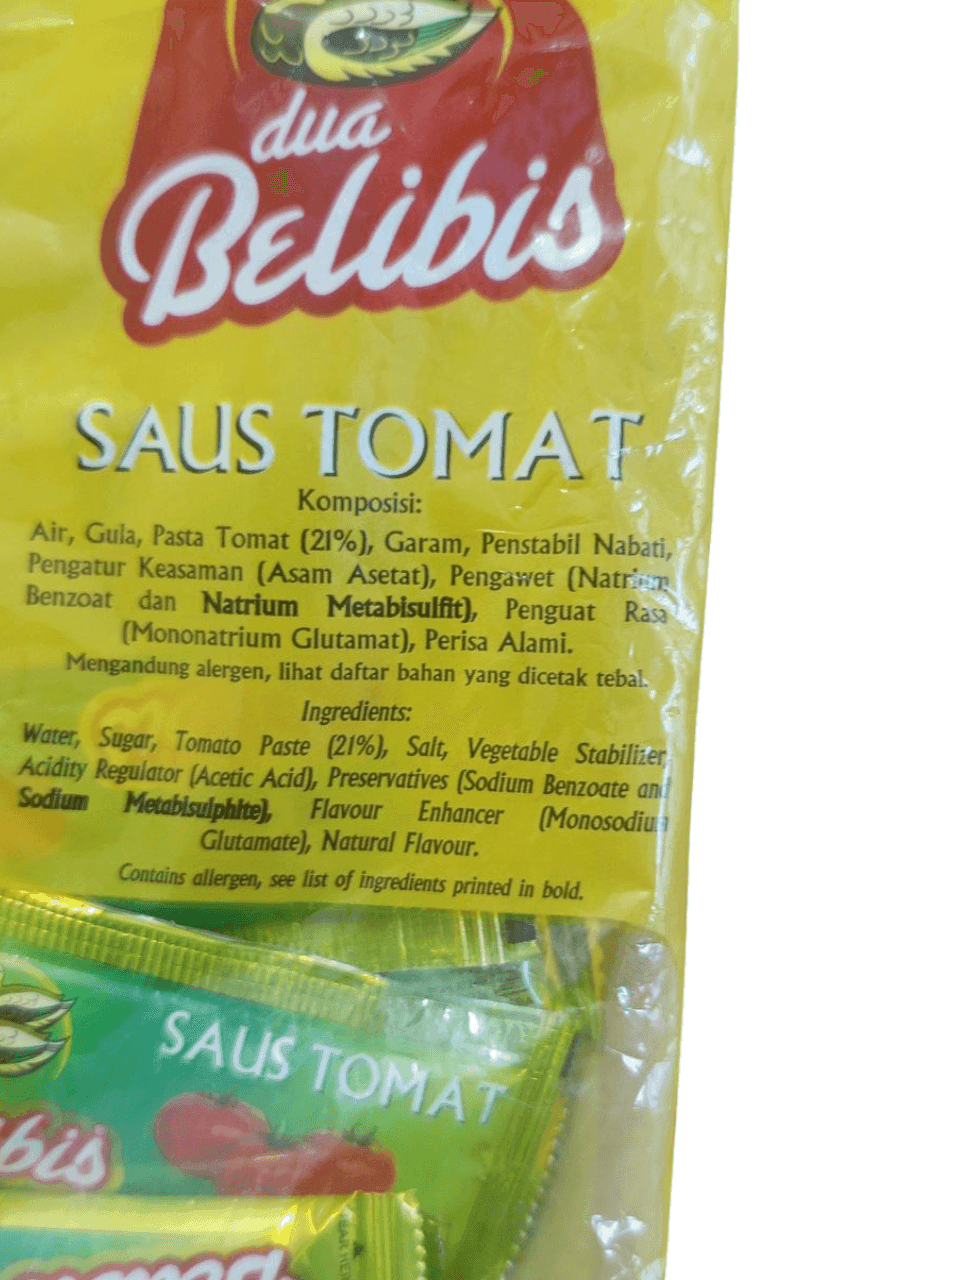 dua
Belibis®
SAUS TOMAT
Komposisi:
Air, Gula, Pasta Tomat (21%), Garam, Penstabil Nabati,
Pengatur Keasaman (Asam Asetat), Pengawet (Natrium
Benzoat dan Natrium Metabisulfit), Penguat Rasa
(Mononatrium Glutamat), Perisa Alami.
Mengandung alergen, lihat daftar bahan yang dicetak tebal.
Ingredients:
Water, Sugar, Tomato Paste (21%), Salt, Vegetable Stabilizer,
Acidity Regulator (Acetic Acid), Preservatives (Sodium Benzoate and
Sodium Metabisulphite), Flavour Enhancer (Monosodium
Glutamate), Natural Flavour.
Contains allergen, see list of ingredients printed in bold.
SAUS TOMAT
ibis